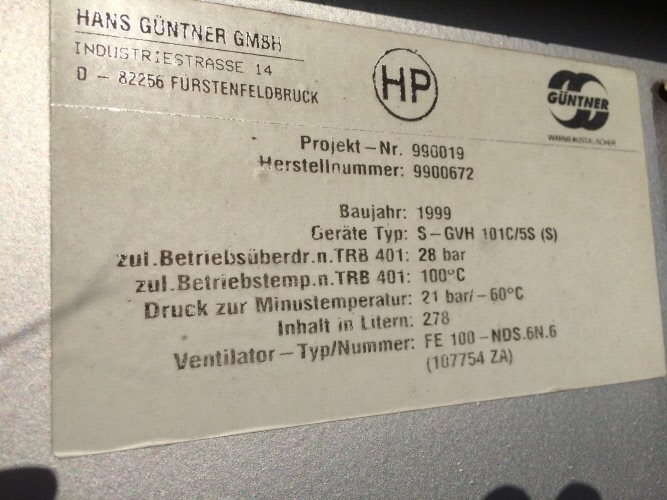 HANS GÜNTNER GMBH
INDUSTRIESTRASSE 14
D - 82256 FÜRSTENFELDBRUCK
HP
GÜNTNER
WÄRMEAUSTAUSCHER
Projekt-Nr. 990019
Herstellnummer: 9900672
Baujahr: 1999
Geräte Typ: S-GVH 101C/5S (S)
zul.Betriebsüberdr.n.TRB 401: 28 bar
zul.Betriebstemp.n.TRB 401: 100°C
Druck zur Minustemperatur: 21 bar/-60°C
Inhalt in Litern: 278
Ventilator-Typ/Nummer: FE 100-NDS.6N.6
(107754 ZA)